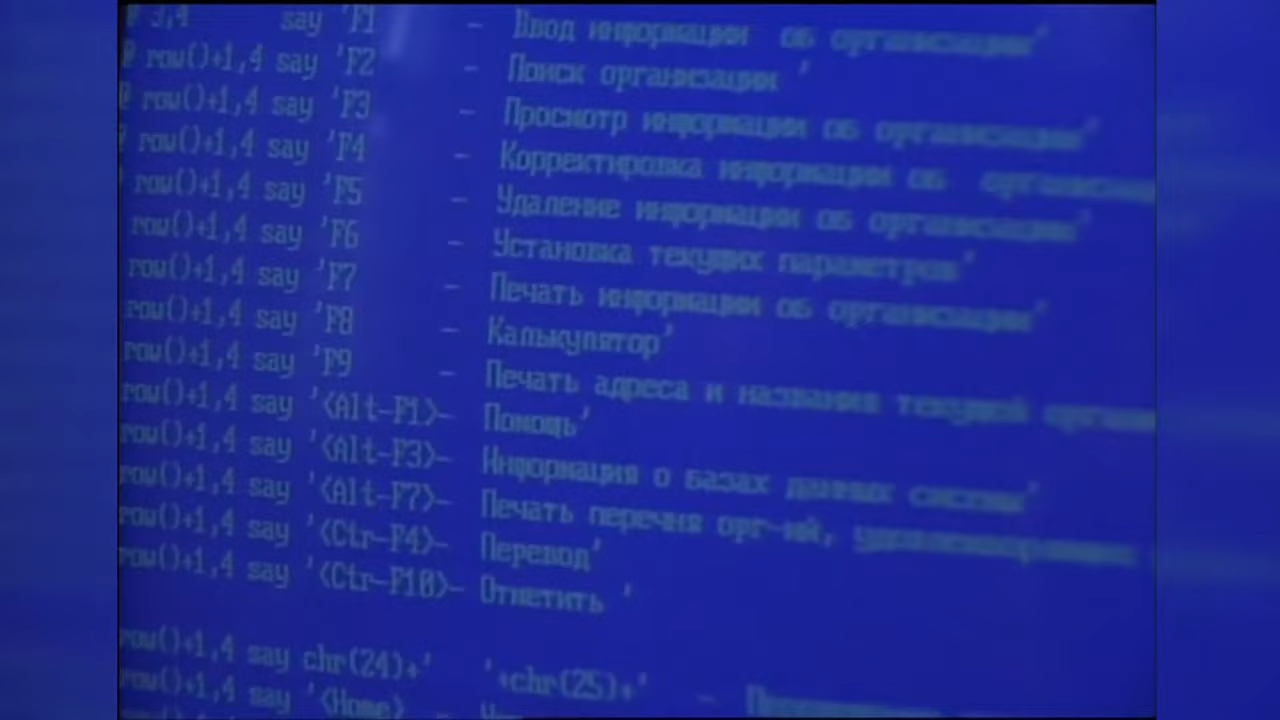 @ 3,4 say 'F1 - Ввод информации об организации'
@ row()+1,4 say 'F2 - Поиск организации '
@ row()+1,4 say 'F3 - Просмотр информации об организации'
@ row()+1,4 say 'F4 - Корректировка информации об организации
row()+1,4 say 'F5 - Удаление информации об организации'
row()+1,4 say 'F6 - Установка текущих параметров'
row()+1,4 say 'F7 - Печать информации об организации'
row()+1,4 say 'F8 - Калькулятор'
row()+1,4 say 'F9 - Печать адреса и названия текущей
row()+1,4 say '<Alt-F1>- Помощь'
row()+1,4 say '<Alt-F3>- Информация о базах данных системы'
row()+1,4 say '<Alt-F7>- Печать перечня орг-ий,
row()+1,4 say '<Ctr-F4>- Перевод'
row()+1,4 say '<Ctr-F10>- Отметить '
row()+1,4 say chr(24)+' '+chr(25)+' -
row()+1,4 say '<Home> -